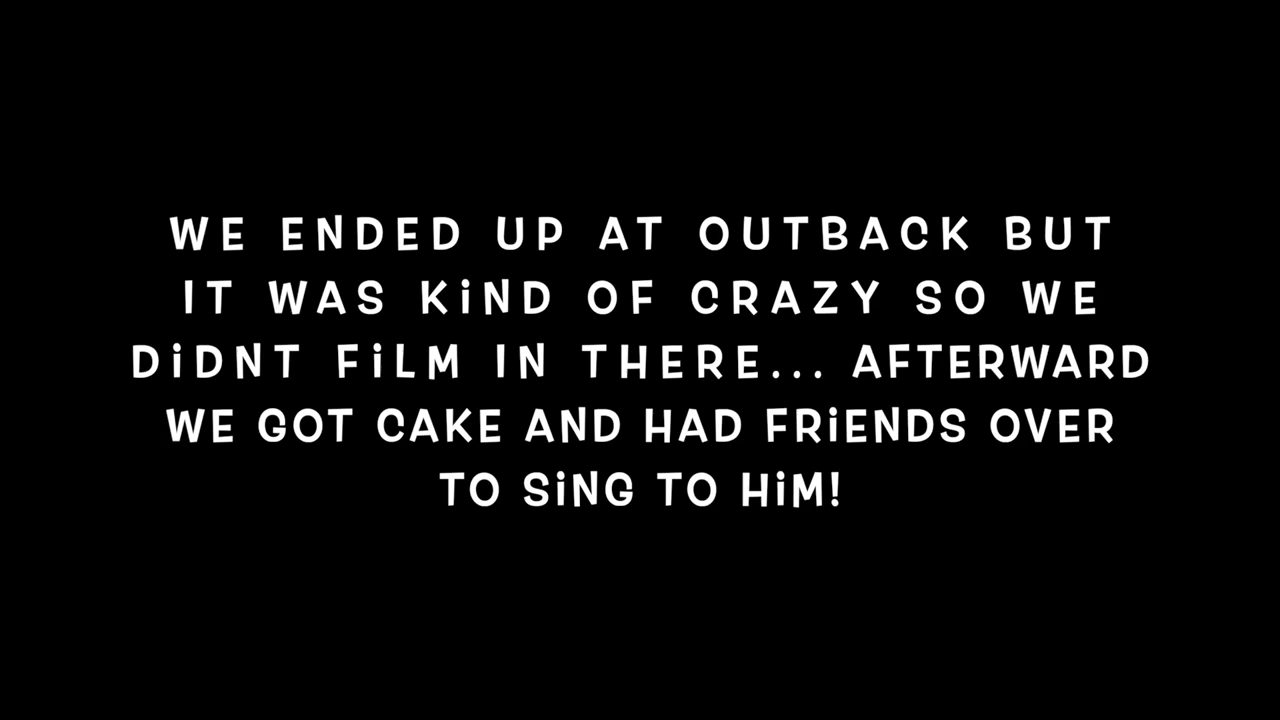 WE ENDED UP AT OUTBACK BUT
IT WAS KiND OF CRAZY SO WE
DiDNT FiLM IN THERE... AFTERWARD
WE GOT CAKE AND HAD FRiENDS OVER
TO SiNG TO HiM!